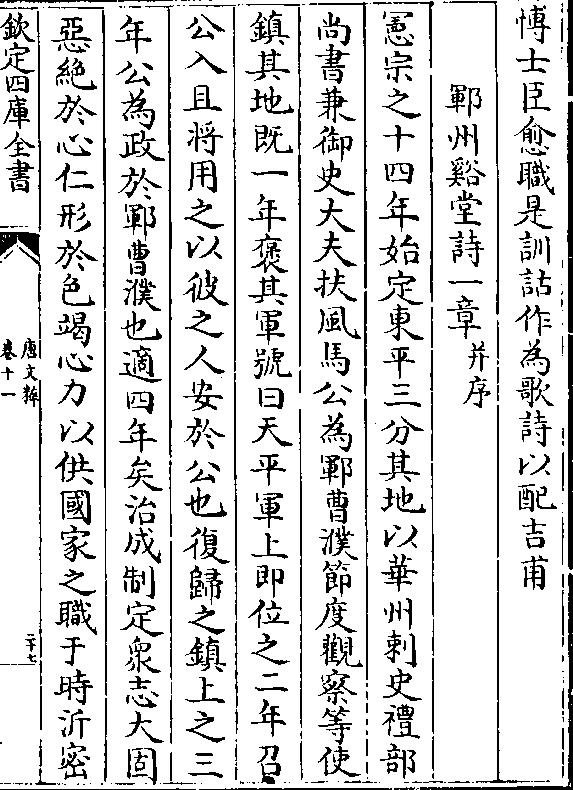 博士臣愈職是訓詁作為歌詩以配吉甫
鄆州谿堂詩一章并序
憲宗之十四年始定東平三分其地以華州刺史禮部
尚書兼御史大夫扶風馬公為鄆曹濮節度觀察等使
鎮其地既一年褒其軍號曰天平軍上即位之二年召
公入且將用之以彼之人安於公也復歸之鎮上之三
年公為政於鄆曹濮也適四年矣治成制定衆志大固
惡絶於心仁形於色竭心力以供國家之職于時沂密
欽定四庫全書
唐文粹
卷十一
二十七